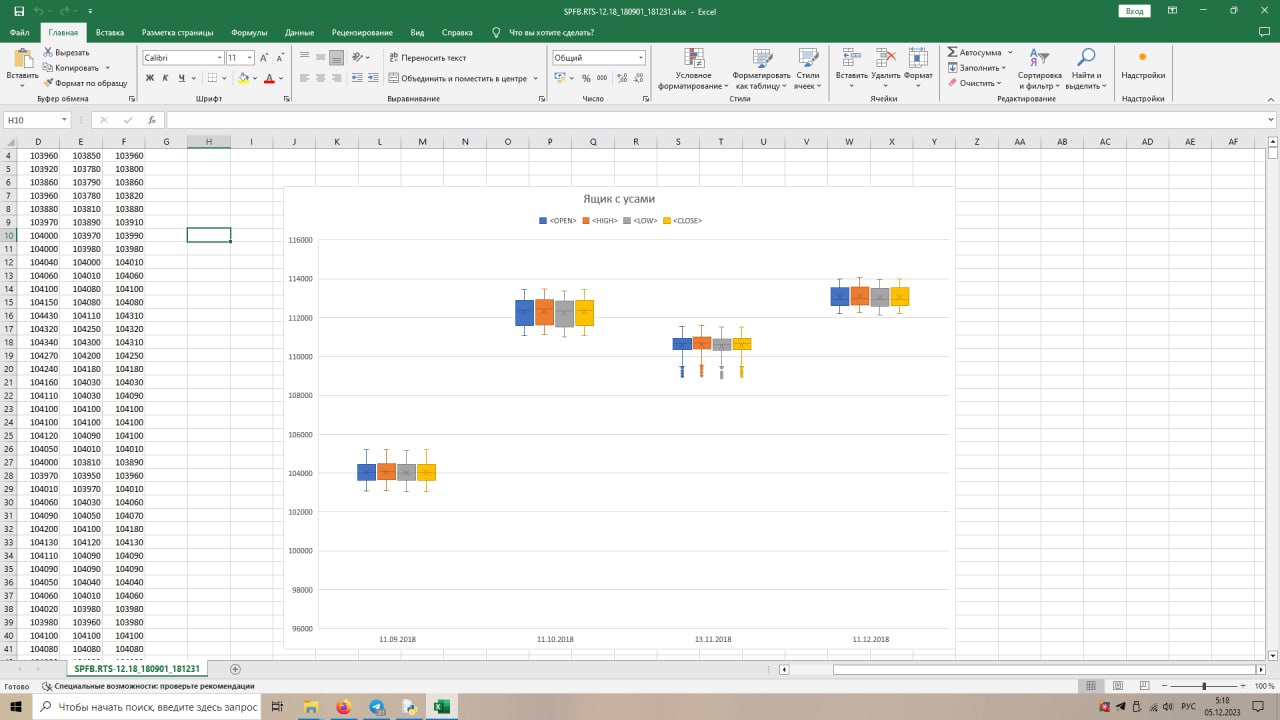 SPFB.RTS-12.18_180901_181231.xlsx - Excel
Вход
Файл Главная Вставка Разметка страницы Формулы Данные Рецензирование Вид Справка Что вы хотите сделать?
Вставить
Вырезать
Копировать
Формат по образцу
Буфер обмена
Calibri 11
Ж К Ч
Шрифт
Переносить текст
Объединить и поместить в центре
Выравнивание
Общий
% 000
Число
Условное форматирование
Форматировать как таблицу
Стили ячеек
Стили
Вставить Удалить Формат
Ячейки
Автосумма
Заполнить
Очистить
Сортировка и фильтр
Найти и выделить
Редактирование
Надстройки
Надстройки
H10 fx
D E F G H I J K L M N O P Q R S T U V W X Y Z AA AB AC AD AE AF
4 103960 103850 103960
5 103920 103780 103800
6 103860 103790 103860
7 103960 103780 103820
8 103880 103810 103880
9 103970 103890 103910
10 104000 103970 103990
11 104000 103980 103980
12 104040 104000 104010
13 104060 104010 104060
14 104100 104080 104100
15 104150 104080 104080
16 104430 104110 104310
17 104320 104250 104320
18 104340 104300 104310
19 104270 104200 104250
20 104240 104180 104180
21 104160 104030 104030
22 104110 104030 104090
23 104100 104100 104100
24 104100 104100 104100
25 104120 104090 104100
26 104050 104010 104010
27 104000 103810 103890
28 103970 103950 103960
29 104010 103970 104010
30 104060 104030 104060
31 104090 104050 104070
32 104200 104100 104180
33 104130 104120 104130
34 104110 104090 104090
35 104090 104090 104090
36 104050 104040 104040
37 104060 104010 104060
38 104020 103980 103980
39 103980 103960 103980
40 104100 104100 104100
41 104080 104080 104080
Ящик с усами
<OPEN> <HIGH> <LOW> <CLOSE>
116000
114000
112000
110000
108000
106000
104000
102000
100000
98000
96000
11.09.2018 11.10.2018 13.11.2018 11.12.2018
SPFB.RTS-12.18_180901_181231
Готово Специальные возможности: проверьте рекомендации 100 %
Чтобы начать поиск, введите здесь запрос
РУС
5:18
05.12.2023